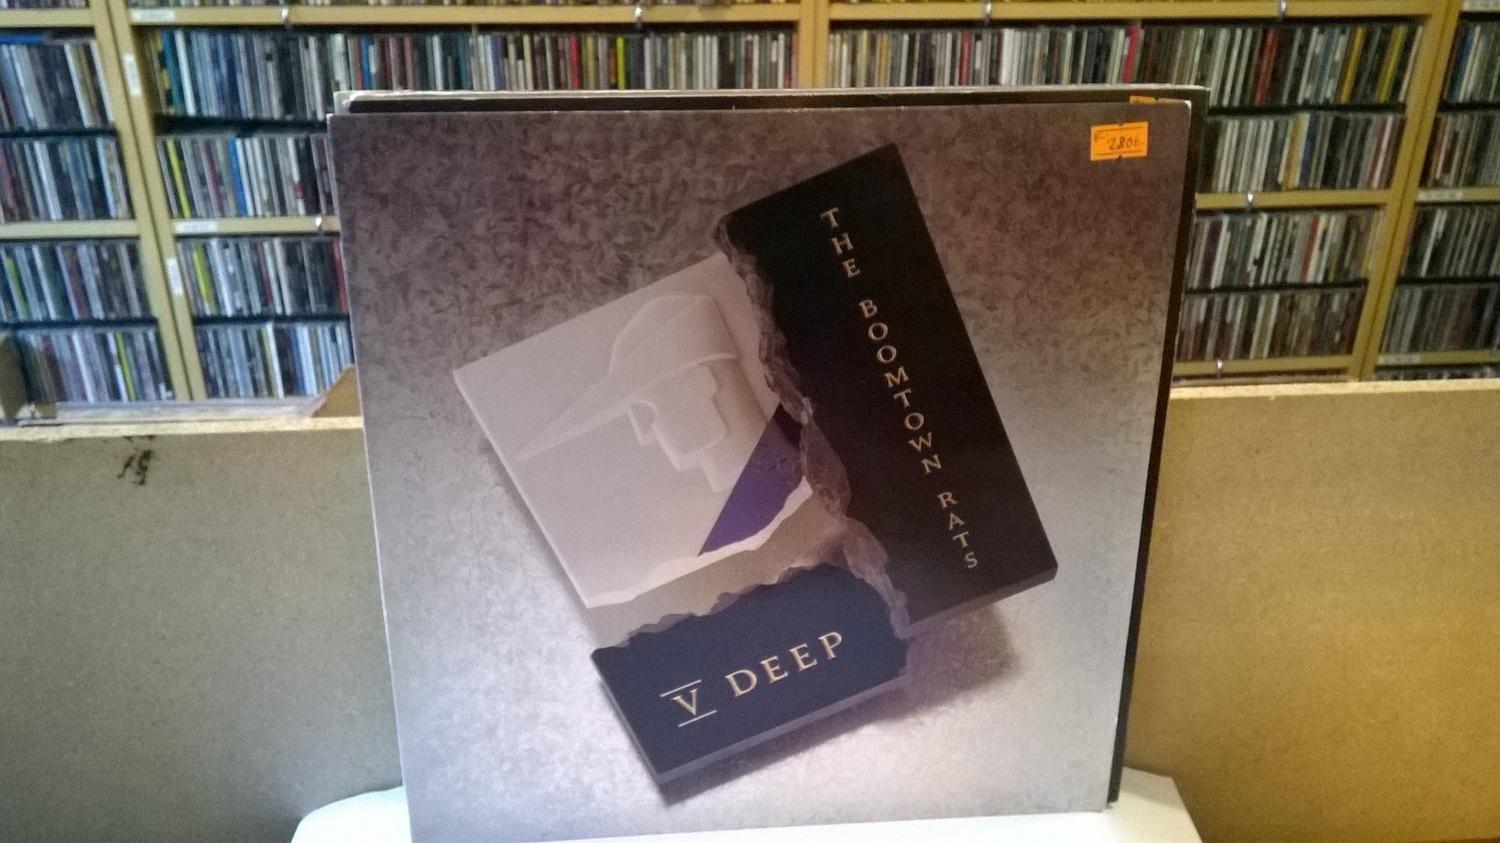 THE BOOMTOWN RATS
V DEEP